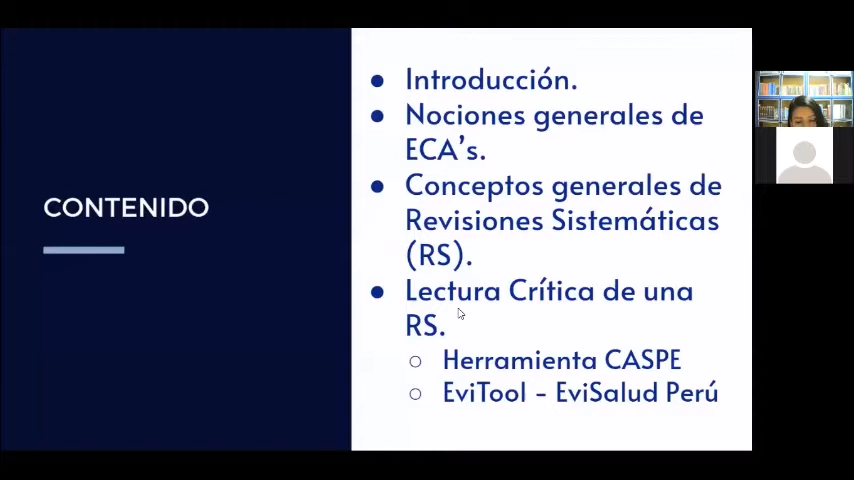 CONTENIDO
● Introducción.
● Nociones generales de
ECA’s.
● Conceptos generales de
Revisiones Sistemáticas
(RS).
● Lectura Crítica de una
RS.
○ Herramienta CASPE
○ EviTool - EviSalud Perú